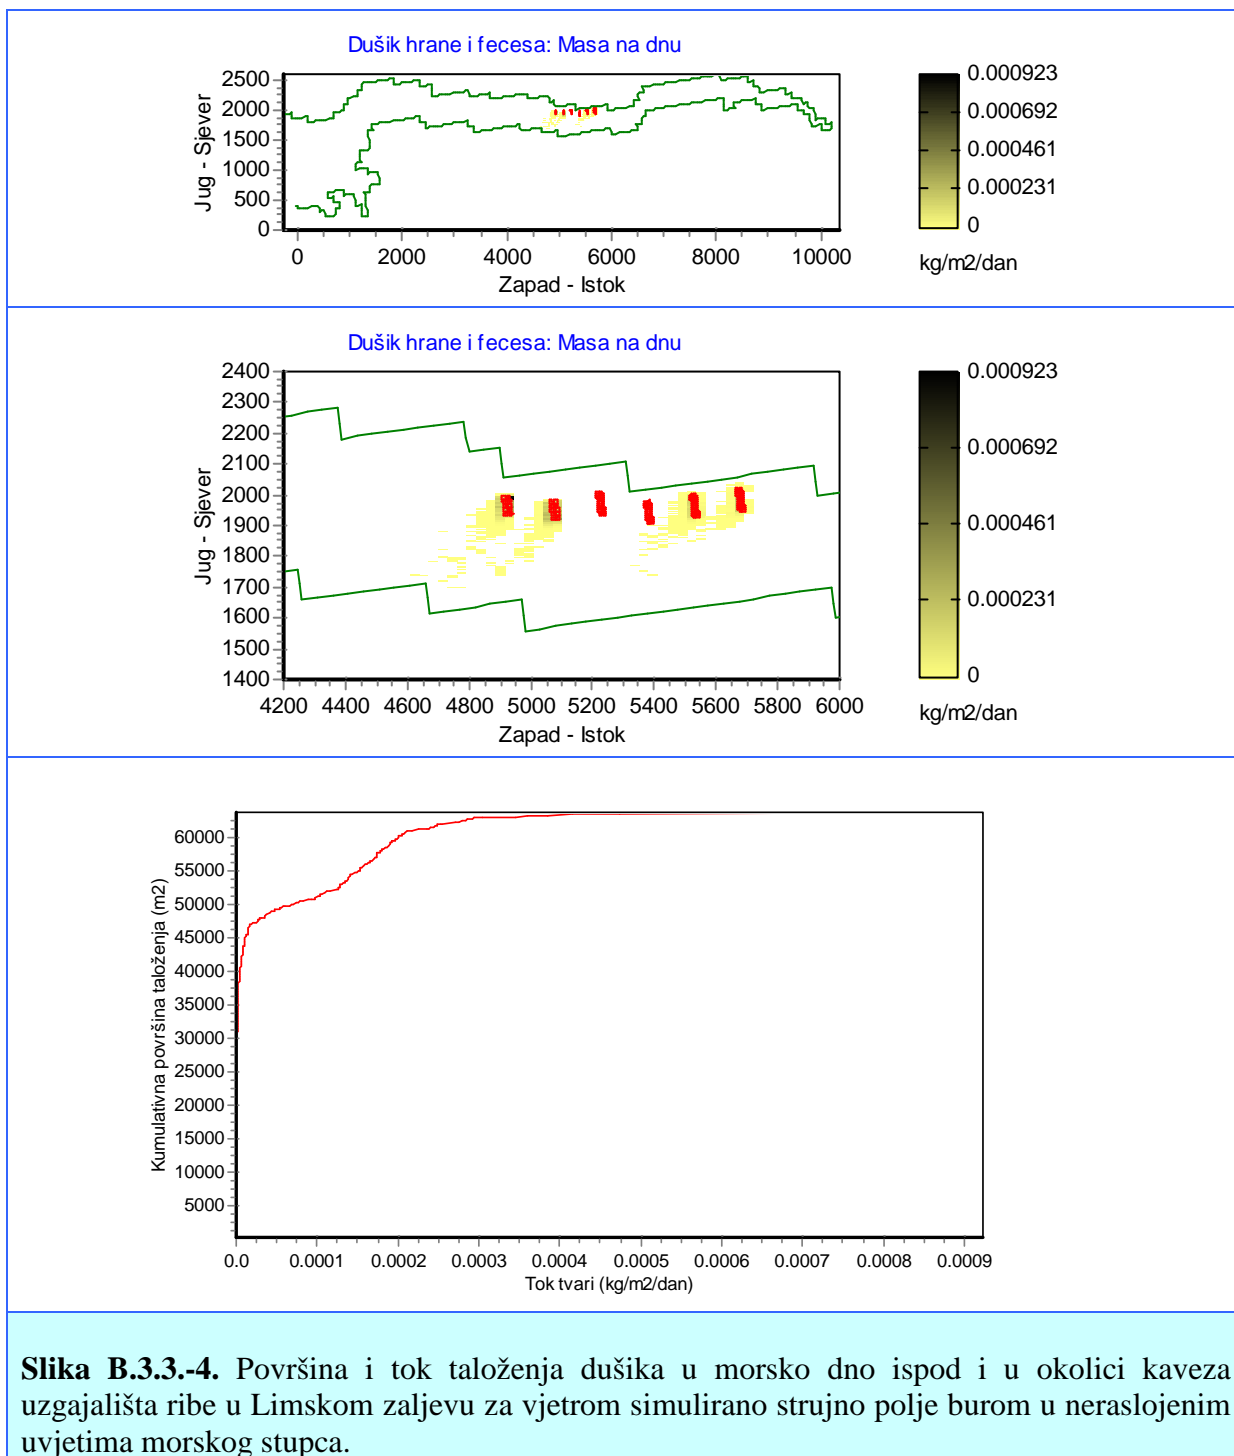 Dušik hrane i fecesa: Masa na dnu
2500
2000
1500
1000
500
0
Jug - Sjever
0 2000 4000 6000 8000 10000
Zapad - Istok
0.000923
0.000692
0.000461
0.000231
0
kg/m2/dan
Dušik hrane i fecesa: Masa na dnu
2400
2300
2200
2100
2000
1900
1800
1700
1600
1500
1400
Jug - Sjever
4200 4400 4600 4800 5000 5200 5400 5600 5800 6000
Zapad - Istok
0.000923
0.000692
0.000461
0.000231
0
kg/m2/dan
60000
55000
50000
45000
40000
35000
30000
25000
20000
15000
10000
5000
Kumulativna površina taloženja (m2)
0.0 0.0001 0.0002 0.0003 0.0004 0.0005 0.0006 0.0007 0.0008 0.0009
Tok tvari (kg/m2/dan)
Slika B.3.3.-4. Površina i tok taloženja dušika u morsko dno ispod i u okolici kaveza
uzgajališta ribe u Limskom zaljevu za vjetrom simulirano strujno polje burom u neraslojenim
uvjetima morskog stupca.